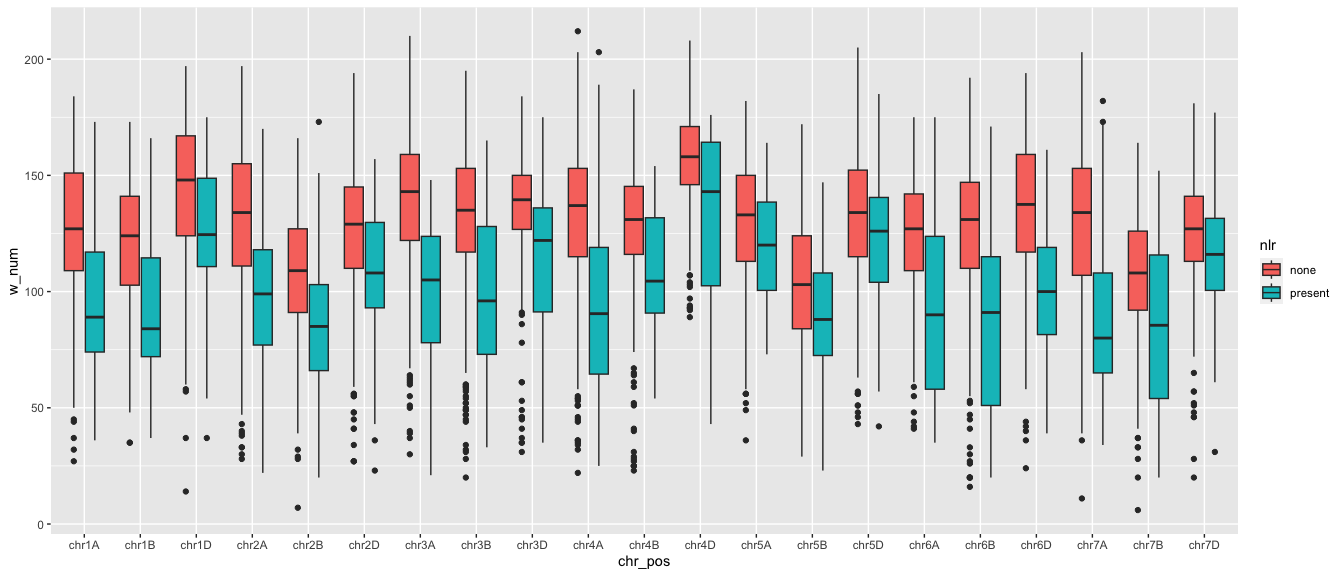 200
150
100
50
0
w_num
chr1A chr1B chr1D chr2A chr2B chr2D chr3A chr3B chr3D chr4A chr4B chr4D chr5A chr5B chr5D chr6A chr6B chr6D chr7A chr7B chr7D
chr_pos
nlr
none
present